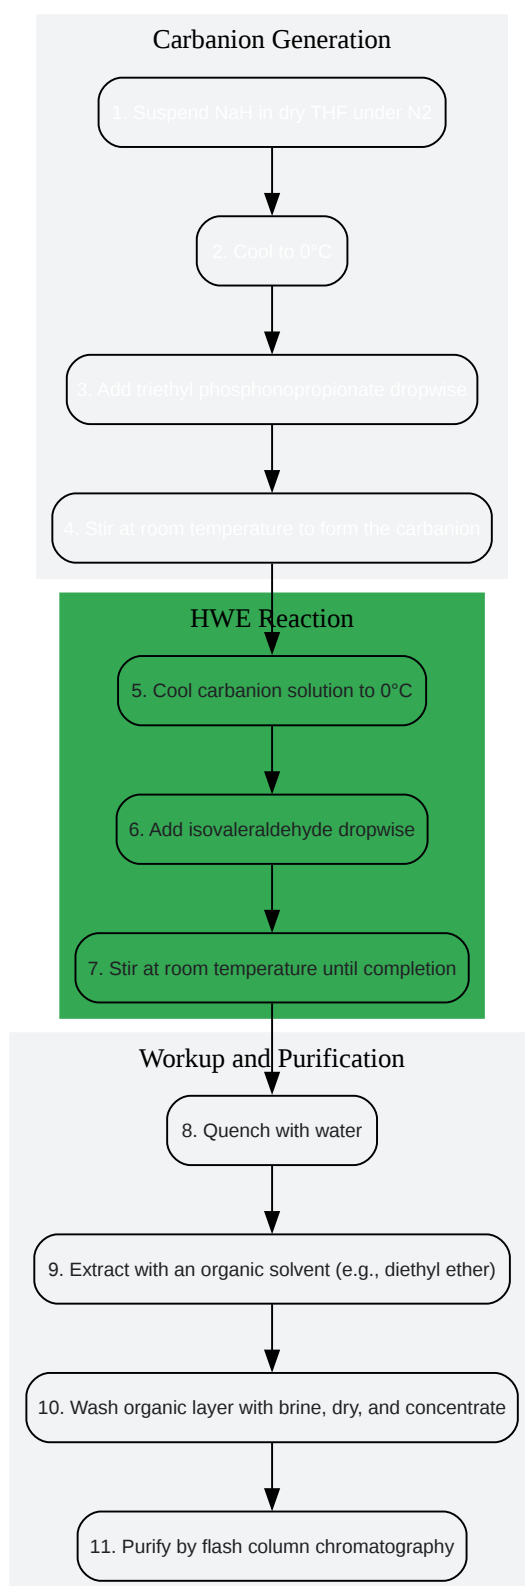 Carbanion Generation
1. Suspend NaH in dry THF under N2
2. Cool to 0°C
3. Add triethyl phosphonopropionate dropwise
4. Stir at room temperature to form the carbanion
HWE Reaction
5. Cool carbanion solution to 0°C
6. Add isovaleraldehyde dropwise
7. Stir at room temperature until completion
Workup and Purification
8. Quench with water
9. Extract with an organic solvent (e.g., diethyl ether)
10. Wash organic layer with brine, dry, and concentrate
11. Purify by flash column chromatography